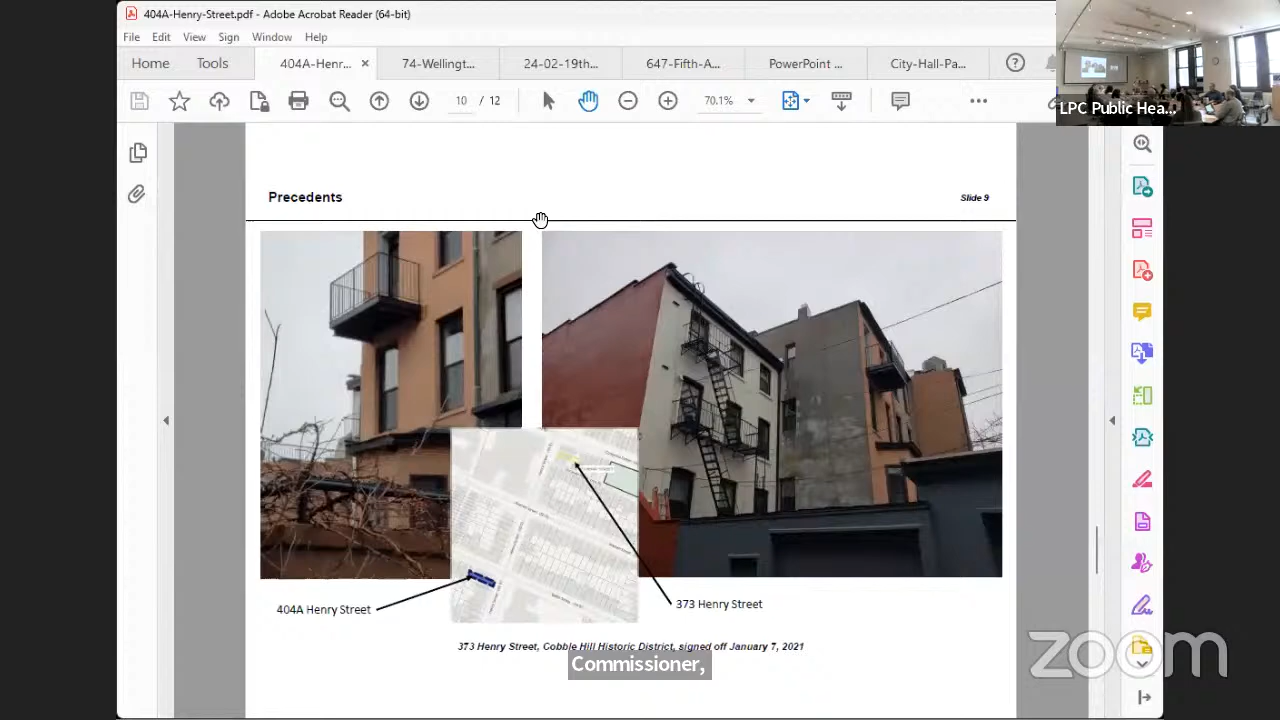 404A-Henry-Street.pdf - Adobe Acrobat Reader (64-bit)
File Edit View Sign Window Help
Home Tools 404A-Henr... × 74-Wellingt... 24-02-19th... 647-Fifth-A... PowerPoint ... City-Hall-Pa...
10 / 12 70.1%
LPC Public Hea...
Precedents
Slide 9
404A Henry Street
373 Henry Street
373 Henry Street, Cobble Hill Historic District, signed off January 7, 2021
Commissioner,
zoom